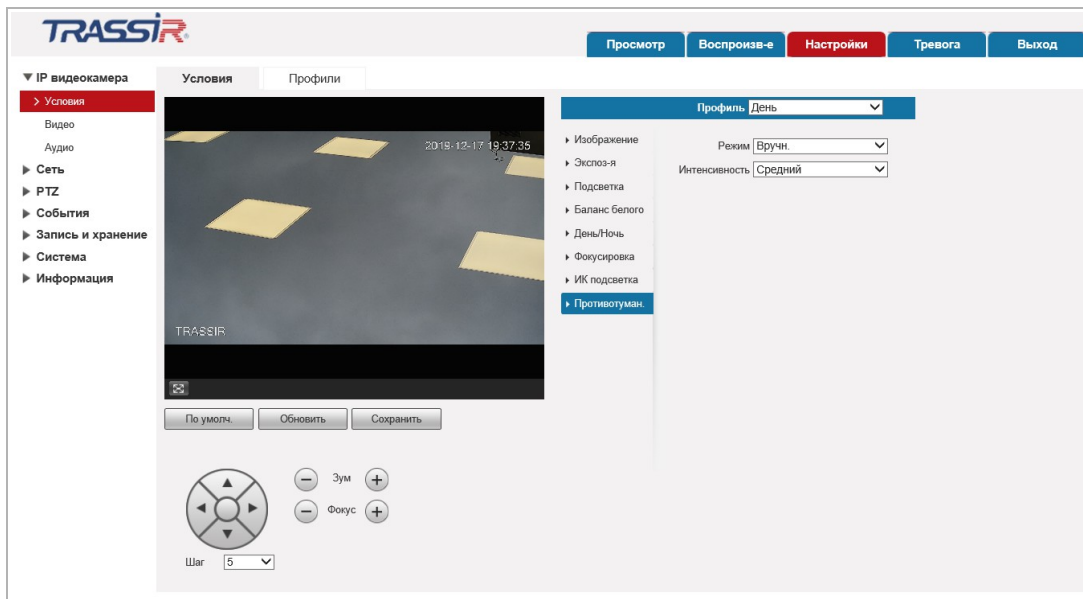 TRASSIR
Просмотр
Воспроизв-е
Настройки
Тревога
Выход
IP видеокамера
Условия
Видео
Аудио
Сеть
PTZ
События
Запись и хранение
Система
Информация
Условия
Профили
2019-12-17 19:37:35
TRASSIR
По умолч.
Обновить
Сохранить
Зум
Фокус
Шаг 5
Профиль День
Изображение
Экспоз-я
Подсветка
Баланс белого
День/Ночь
Фокусировка
ИК подсветка
Противотуман.
Режим Вручн.
Интенсивность Средний